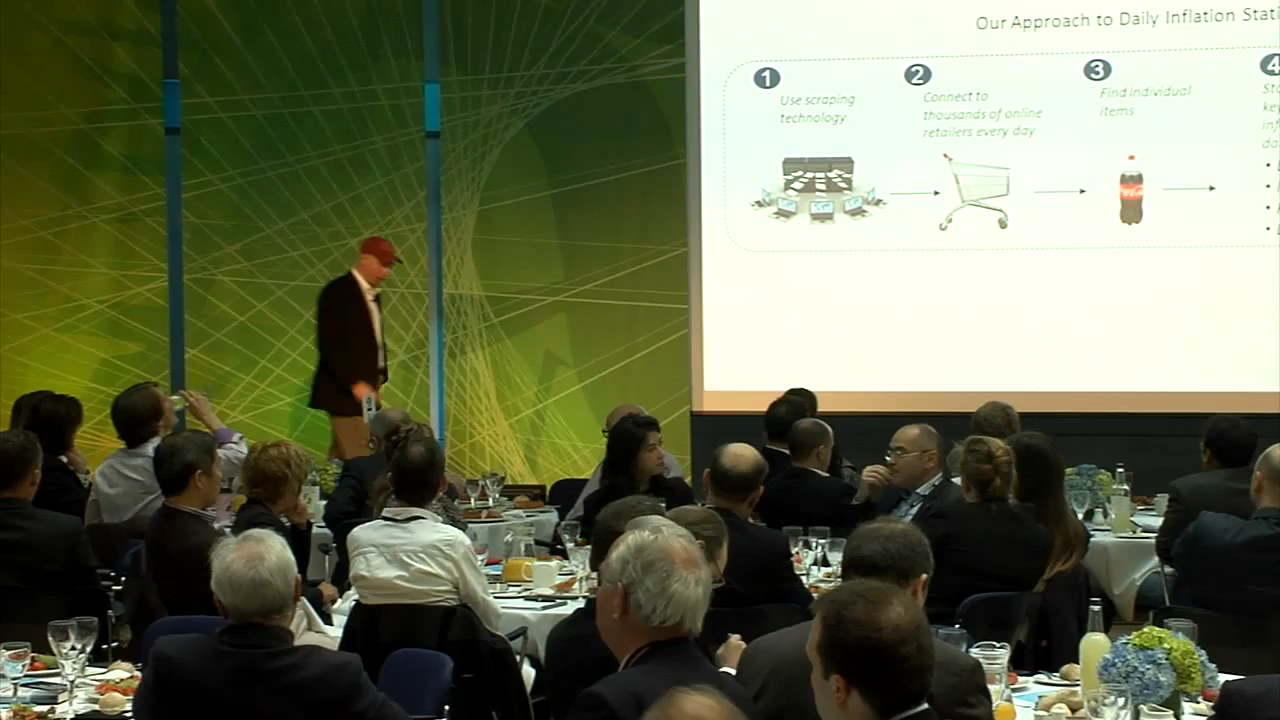 Our Approach to Daily Inflation Stati
1
Use scraping
technology
2
Connect to
thousands of online
retailers every day
3
Find individual
items
4